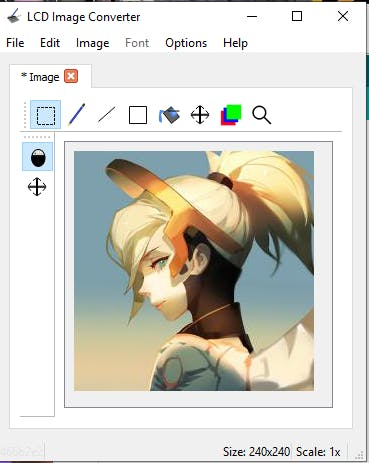 LCD Image Converter
File Edit Image Font Options Help
* Image
Size: 240x240 Scale: 1x